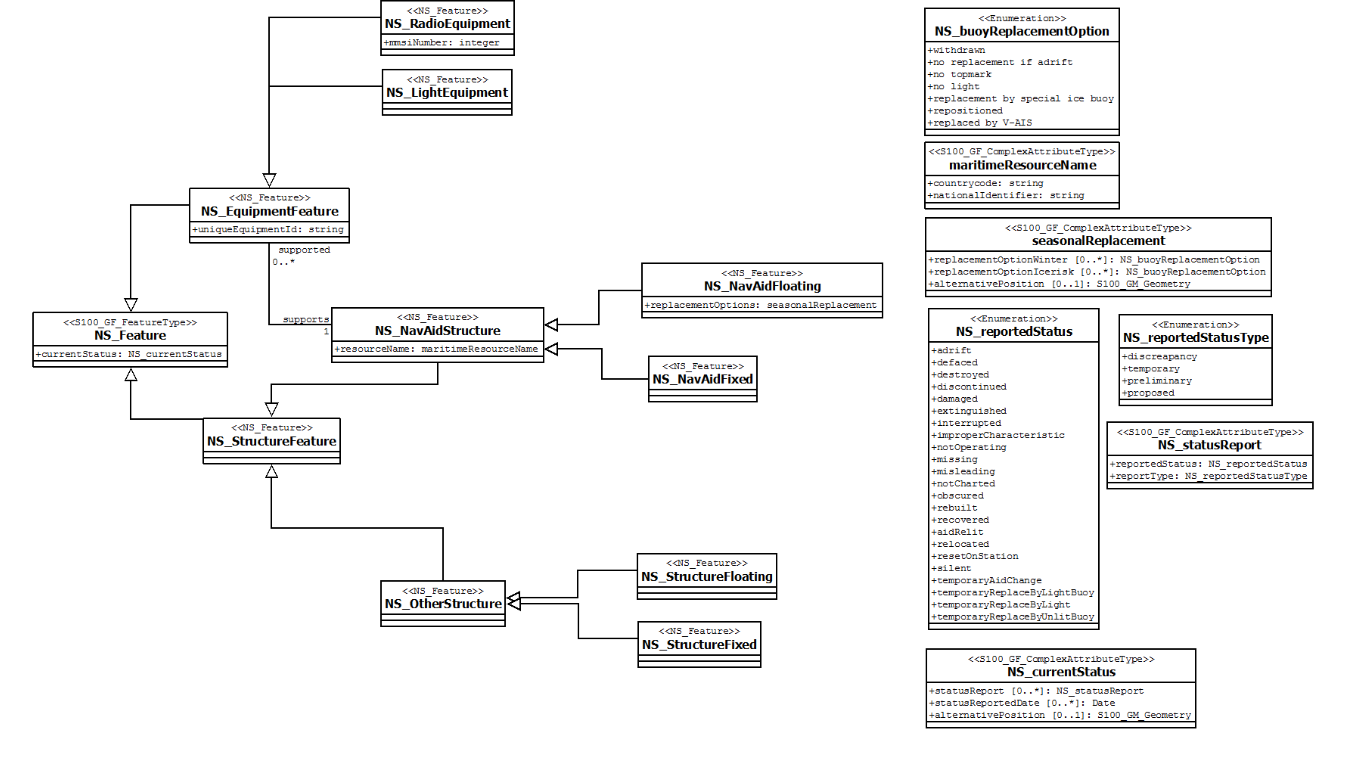 <<NS_Feature>>
NS_RadioEquipment
+mmsiNumber: integer
<<NS_Feature>>
NS_LightEquipment
<<NS_Feature>>
NS_EquipmentFeature
+uniqueEquipmentId: string
supported
0..*
<<S100_GF_FeatureType>>
NS_Feature
+currentStatus: NS_currentStatus
supports
1
<<NS_Feature>>
NS_NavAidStructure
+resourceName: maritimeResourceName
<<NS_Feature>>
NS_NavAidFloating
+replacementOptions: seasonalReplacement
<<NS_Feature>>
NS_NavAidFixed
<<NS_Feature>>
NS_StructureFeature
<<NS_Feature>>
NS_OtherStructure
<<NS_Feature>>
NS_StructureFloating
<<NS_Feature>>
NS_StructureFixed
<<Enumeration>>
NS_buoyReplacementOption
+withdrawn
+no replacement if adrift
+no topmark
+no light
+replacement by special ice buoy
+repositioned
+replaced by V-AIS
<<S100_GF_ComplexAttributeType>>
maritimeResourceName
+countrycode: string
+nationalIdentifier: string
<<S100_GF_ComplexAttributeType>>
seasonalReplacement
+replacementOptionWinter [0..*]: NS_buoyReplacementOption
+replacementOptionIcerisk [0..*]: NS_buoyReplacementOption
+alternativePosition [0..1]: S100_GM_Geometry
<<Enumeration>>
NS_reportedStatus
+adrift
+defaced
+destroyed
+discontinued
+damaged
+extinguished
+interrupted
+improperCharacteristic
+notOperating
+missing
+misleading
+notCharted
+obscured
+rebuilt
+recovered
+aidRelit
+relocated
+resetOnStation
+silent
+temporaryAidChange
+temporaryReplaceByLightBuoy
+temporaryReplaceByLight
+temporaryReplaceByUnlitBuoy
<<Enumeration>>
NS_reportedStatusType
+discreapancy
+temporary
+preliminary
+proposed
<<S100_GF_ComplexAttributeType>>
NS_statusReport
+reportedStatus: NS_reportedStatus
+reportType: NS_reportedStatusType
<<S100_GF_ComplexAttributeType>>
NS_currentStatus
+statusReport [0..*]: NS_statusReport
+statusReportedDate [0..*]: Date
+alternativePosition [0..1]: S100_GM_Geometry